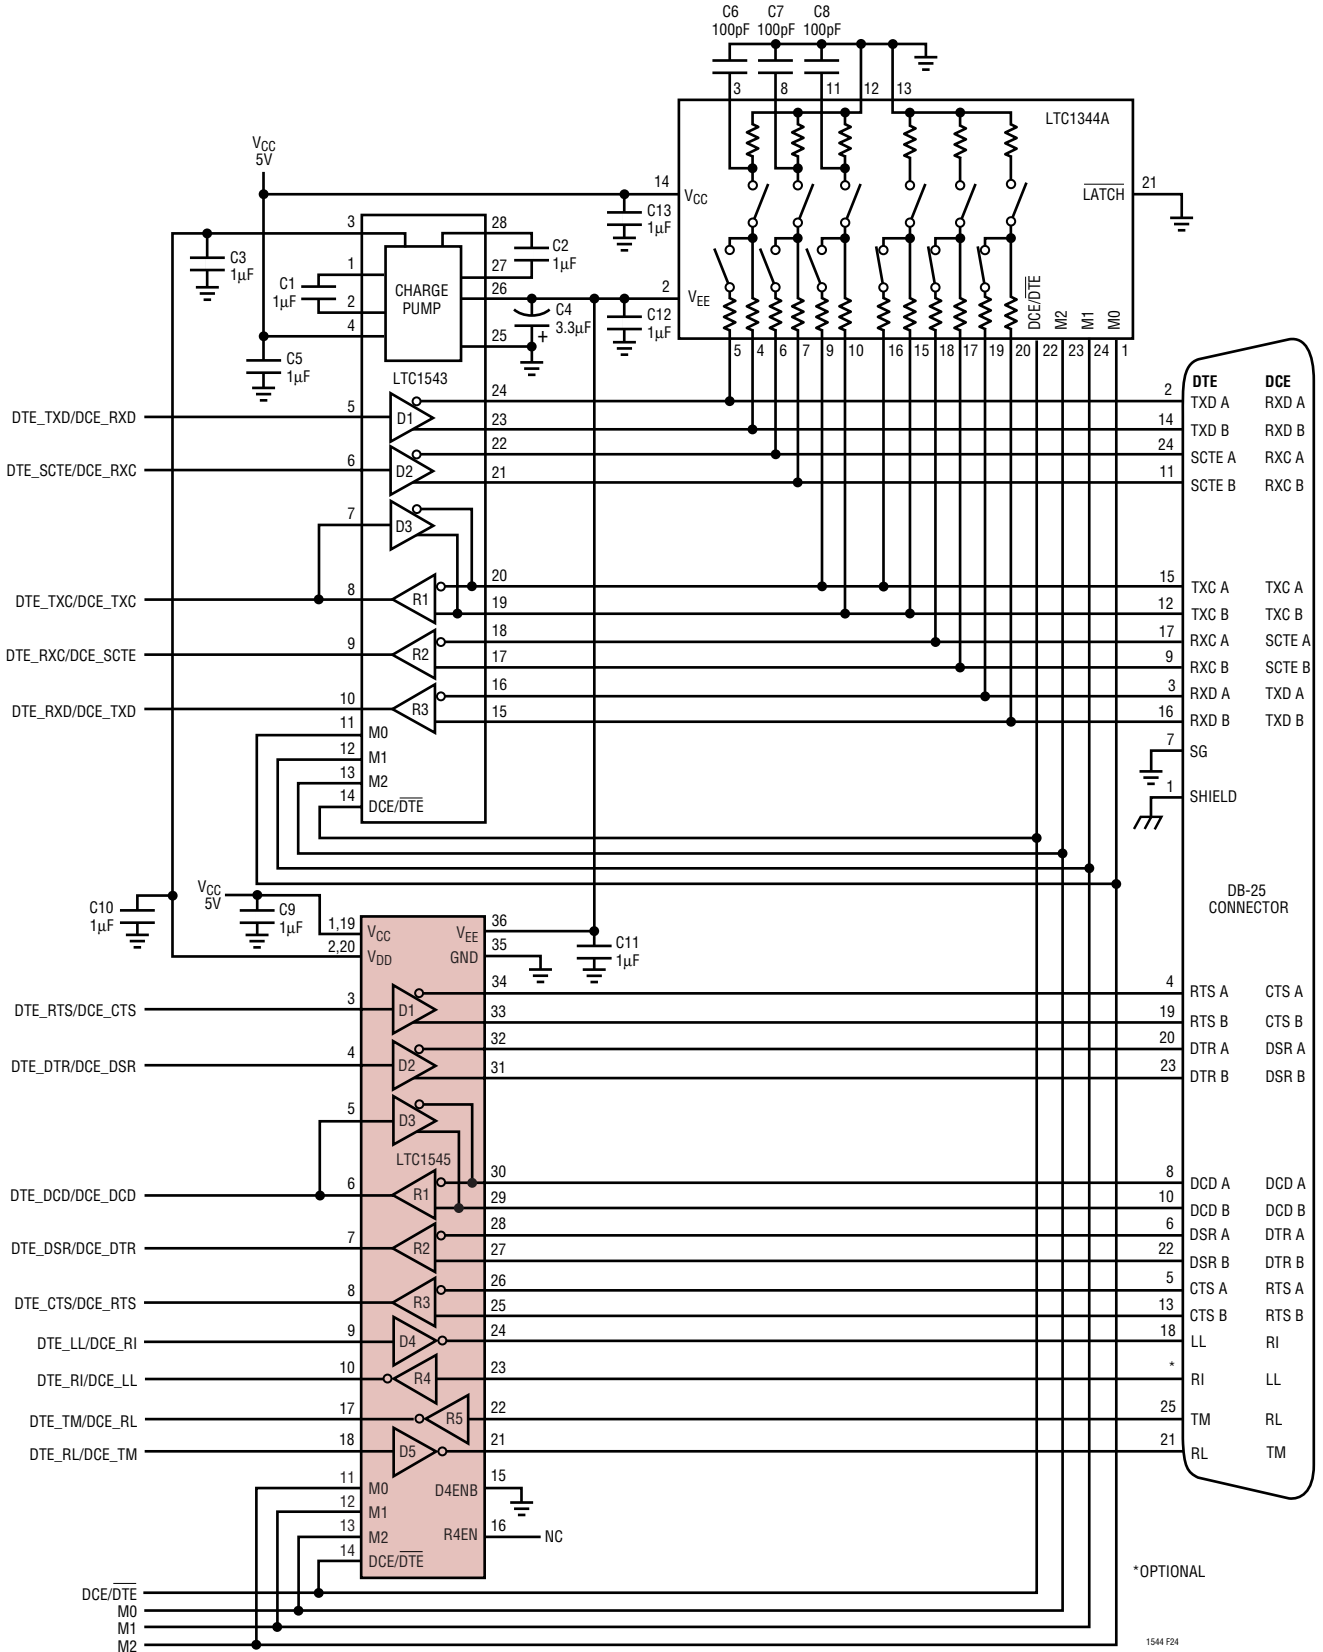 C6 C7 C8
100pF 100pF 100pF
3 8 11 12 13
LTC1344A
VCC
5V
14 VCC
LATCH 21
C13
1µF
3 28
C3
1µF
C2
1µF
1 27
C1
1µF
CHARGE
PUMP
26
2 VEE
2
4 25
C4
3.3µF
+
C12
1µF
DCE/DTE M2 M1 M0
5 4 6 7 9 10 16 15 18 17 19 20 22 23 24 1
C5
1µF
LTC1543
DTE DCE
DTE_TXD/DCE_RXD 5 D1 24 2 TXD A RXD A
23 14 TXD B RXD B
DTE_SCTE/DCE_RXC 6 D2 22 24 SCTE A RXC A
21 11 SCTE B RXC B
7 D3
DTE_TXC/DCE_TXC 8 R1 20 15 TXC A TXC A
19 12 TXC B TXC B
DTE_RXC/DCE_SCTE 9 R2 18 17 RXC A SCTE A
17 9 RXC B SCTE B
DTE_RXD/DCE_TXD 10 R3 16 3 RXD A TXD A
15 16 RXD B TXD B
11 M0
12 M1
13 M2
14 DCE/DTE
7 SG
1 SHIELD
DB-25
CONNECTOR
C10
1µF
VCC
5V
C9
1µF
1,19 VCC VEE 36
2,20 VDD GND 35
C11
1µF
DTE_RTS/DCE_CTS 3 D1 34 4 RTS A CTS A
33 19 RTS B CTS B
DTE_DTR/DCE_DSR 4 D2 32 20 DTR A DSR A
31 23 DTR B DSR B
5 D3
LTC1545
DTE_DCD/DCE_DCD 6 R1 30 8 DCD A DCD A
29 10 DCD B DCD B
DTE_DSR/DCE_DTR 7 R2 28 6 DSR A DTR A
27 22 DSR B DTR B
DTE_CTS/DCE_RTS 8 R3 26 5 CTS A RTS A
25 13 CTS B RTS B
DTE_LL/DCE_RI 9 D4 24 18 LL RI
DTE_RI/DCE_LL 10 R4 23 * RI LL
DTE_TM/DCE_RL 17 R5 22 25 TM RL
DTE_RL/DCE_TM 18 D5 21 21 RL TM
11 M0 D4ENB 15
12 M1
13 M2 R4EN 16 NC
14 DCE/DTE
*OPTIONAL
DCE/DTE
M0
M1
M2
1544 F24